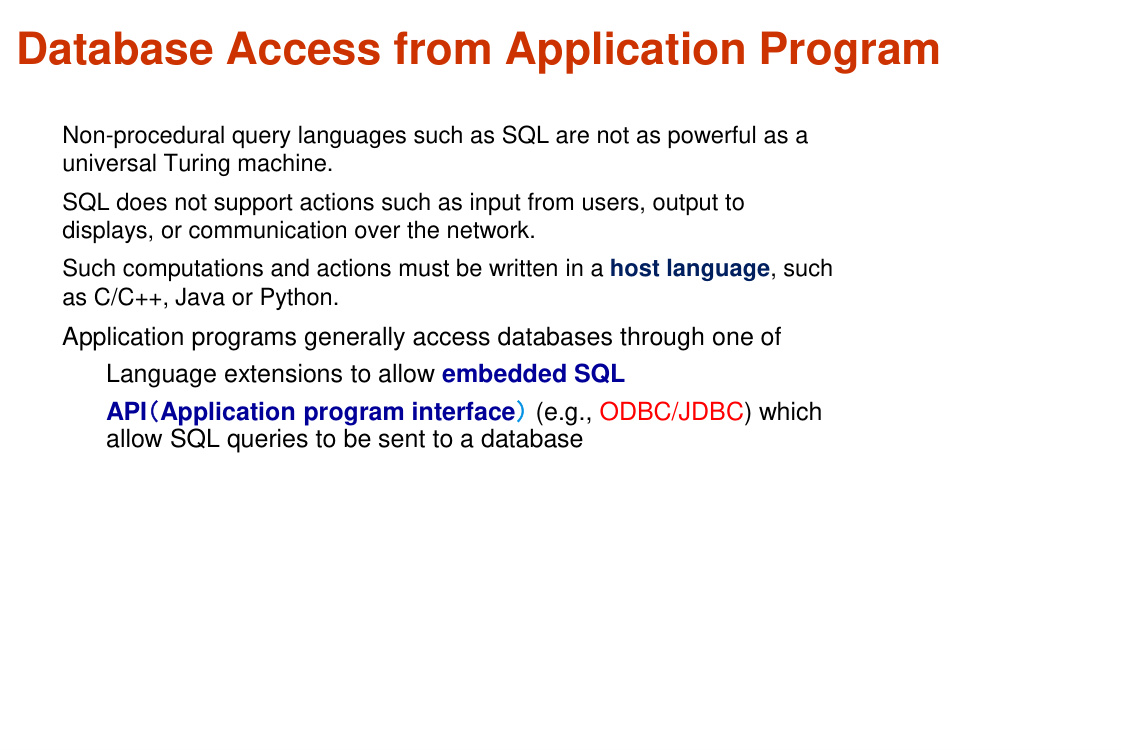 Database Access from Application Program
Non-procedural query languages such as SQL are not as powerful as a
universal Turing machine.
SQL does not support actions such as input from users, output to
displays, or communication over the network.
Such computations and actions must be written in a host language, such
as C/C++, Java or Python.
Application programs generally access databases through one of
Language extensions to allow embedded SQL
API（Application program interface） (e.g., ODBC/JDBC) which
allow SQL queries to be sent to a database